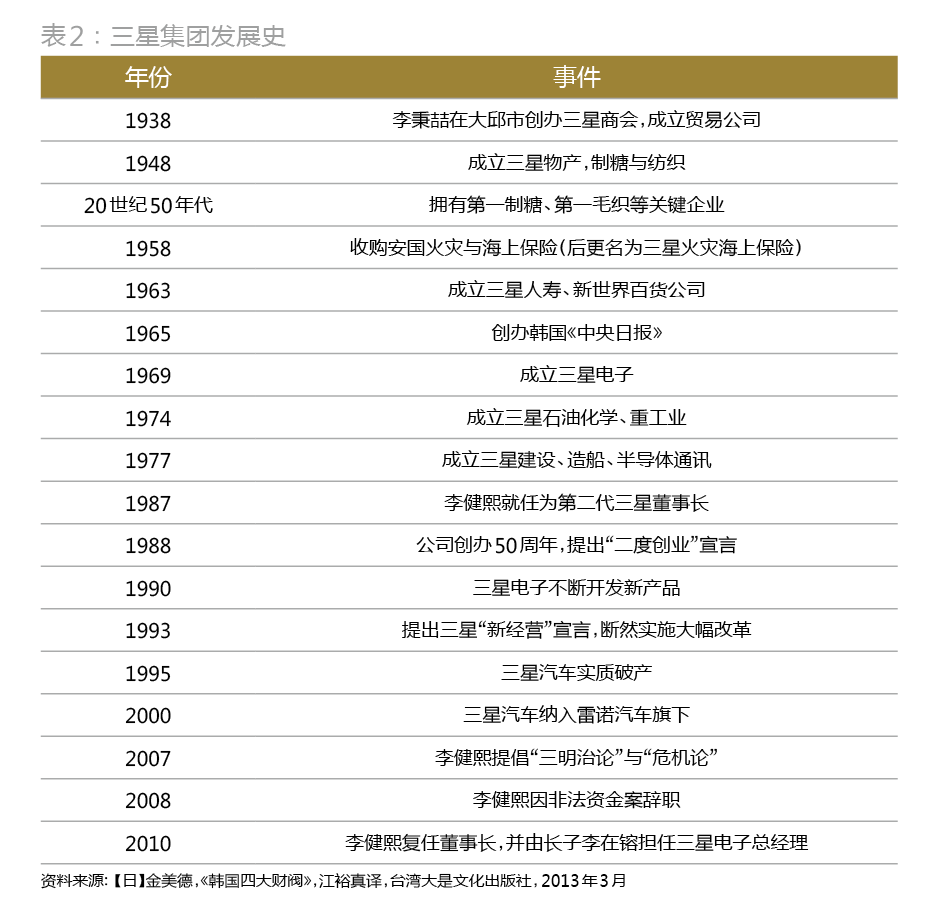 表2：三星集团发展史
年份 事件
1938 李秉喆在大邱市创办三星商会，成立贸易公司
1948 成立三星物产，制糖与纺织
20世纪50年代 拥有第一制糖、第一毛织等关键企业
1958 收购安国火灾与海上保险（后更名为三星火灾海上保险）
1963 成立三星人寿、新世界百货公司
1965 创办韩国《中央日报》
1969 成立三星电子
1974 成立三星石油化学、重工业
1977 成立三星建设、造船、半导体通讯
1987 李健熙就任为第二代三星董事长
1988 公司创办50周年，提出“二度创业”宣言
1990 三星电子不断开发新产品
1993 提出三星“新经营”宣言，断然实施大幅改革
1995 三星汽车实质破产
2000 三星汽车纳入雷诺汽车旗下
2007 李健熙提倡“三明治论”与“危机论”
2008 李健熙因非法资金案辞职
2010 李健熙复任董事长，并由长子李在镕担任三星电子总经理
资料来源：【日】金美德，《韩国四大财阀》，江裕真译，台湾大是文化出版社，2013年3月